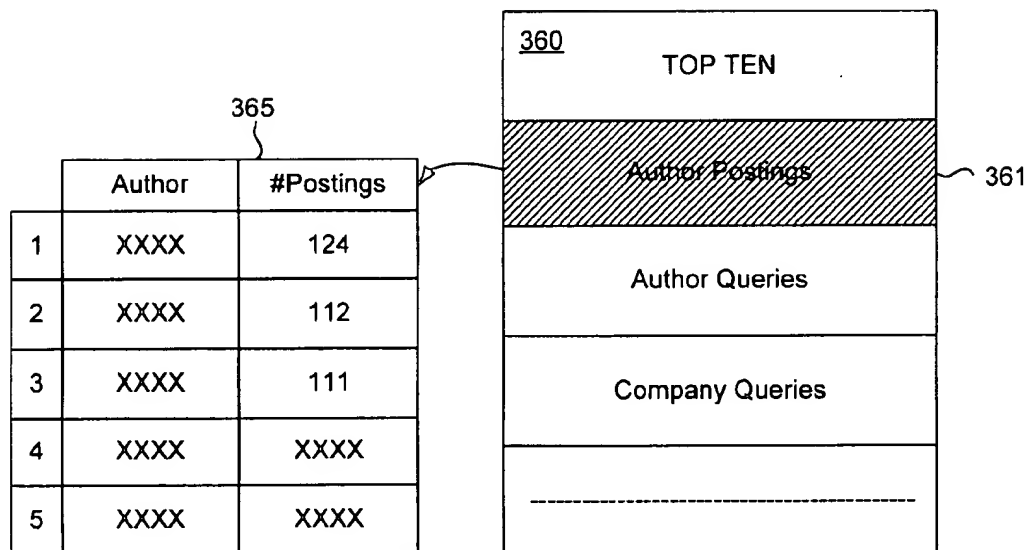 365
Author #Postings
1 XXXX 124
2 XXXX 112
3 XXXX 111
4 XXXX XXXX
5 XXXX XXXX
360
TOP TEN
Author Postings
361
Author Queries
Company Queries